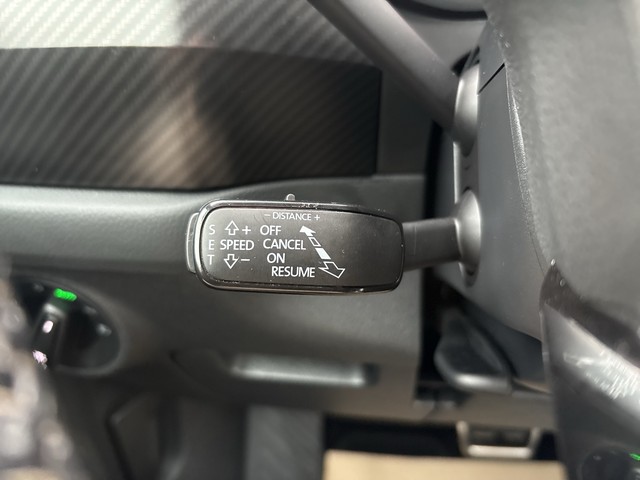 - DISTANCE +
S + OFF
E SPEED CANCEL
T - ON
RESUME